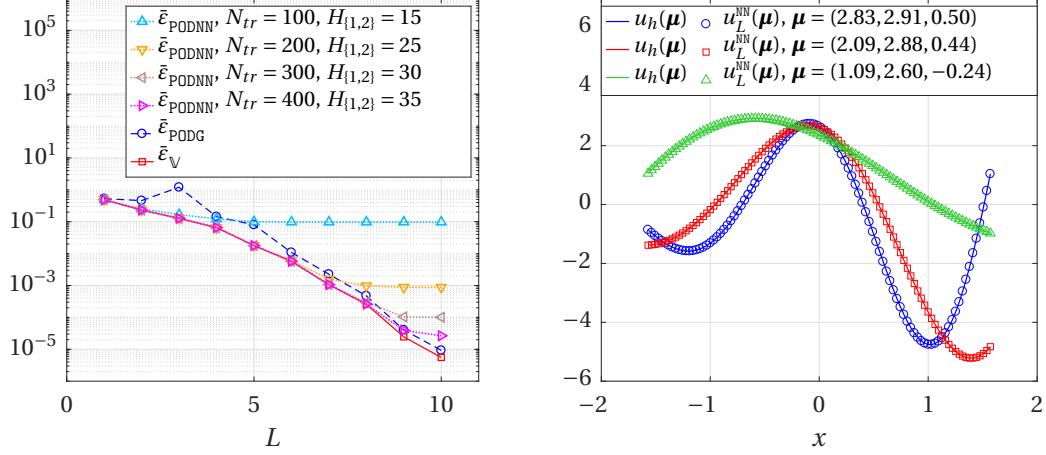 10^5
10^3
10^1
10^-1
10^-3
10^-5
0
5
10
L
ε̄_PODNN, N_tr = 100, H_{1,2} = 15
ε̄_PODNN, N_tr = 200, H_{1,2} = 25
ε̄_PODNN, N_tr = 300, H_{1,2} = 30
ε̄_PODNN, N_tr = 400, H_{1,2} = 35
ε̄_PODG
ε̄_𝕍
6
4
2
0
−2
−4
−6
−2
−1
0
1
2
x
u_h(μ) u_L^NN(μ), μ = (2.83, 2.91, 0.50)
u_h(μ) u_L^NN(μ), μ = (2.09, 2.88, 0.44)
u_h(μ) u_L^NN(μ), μ = (1.09, 2.60, −0.24)